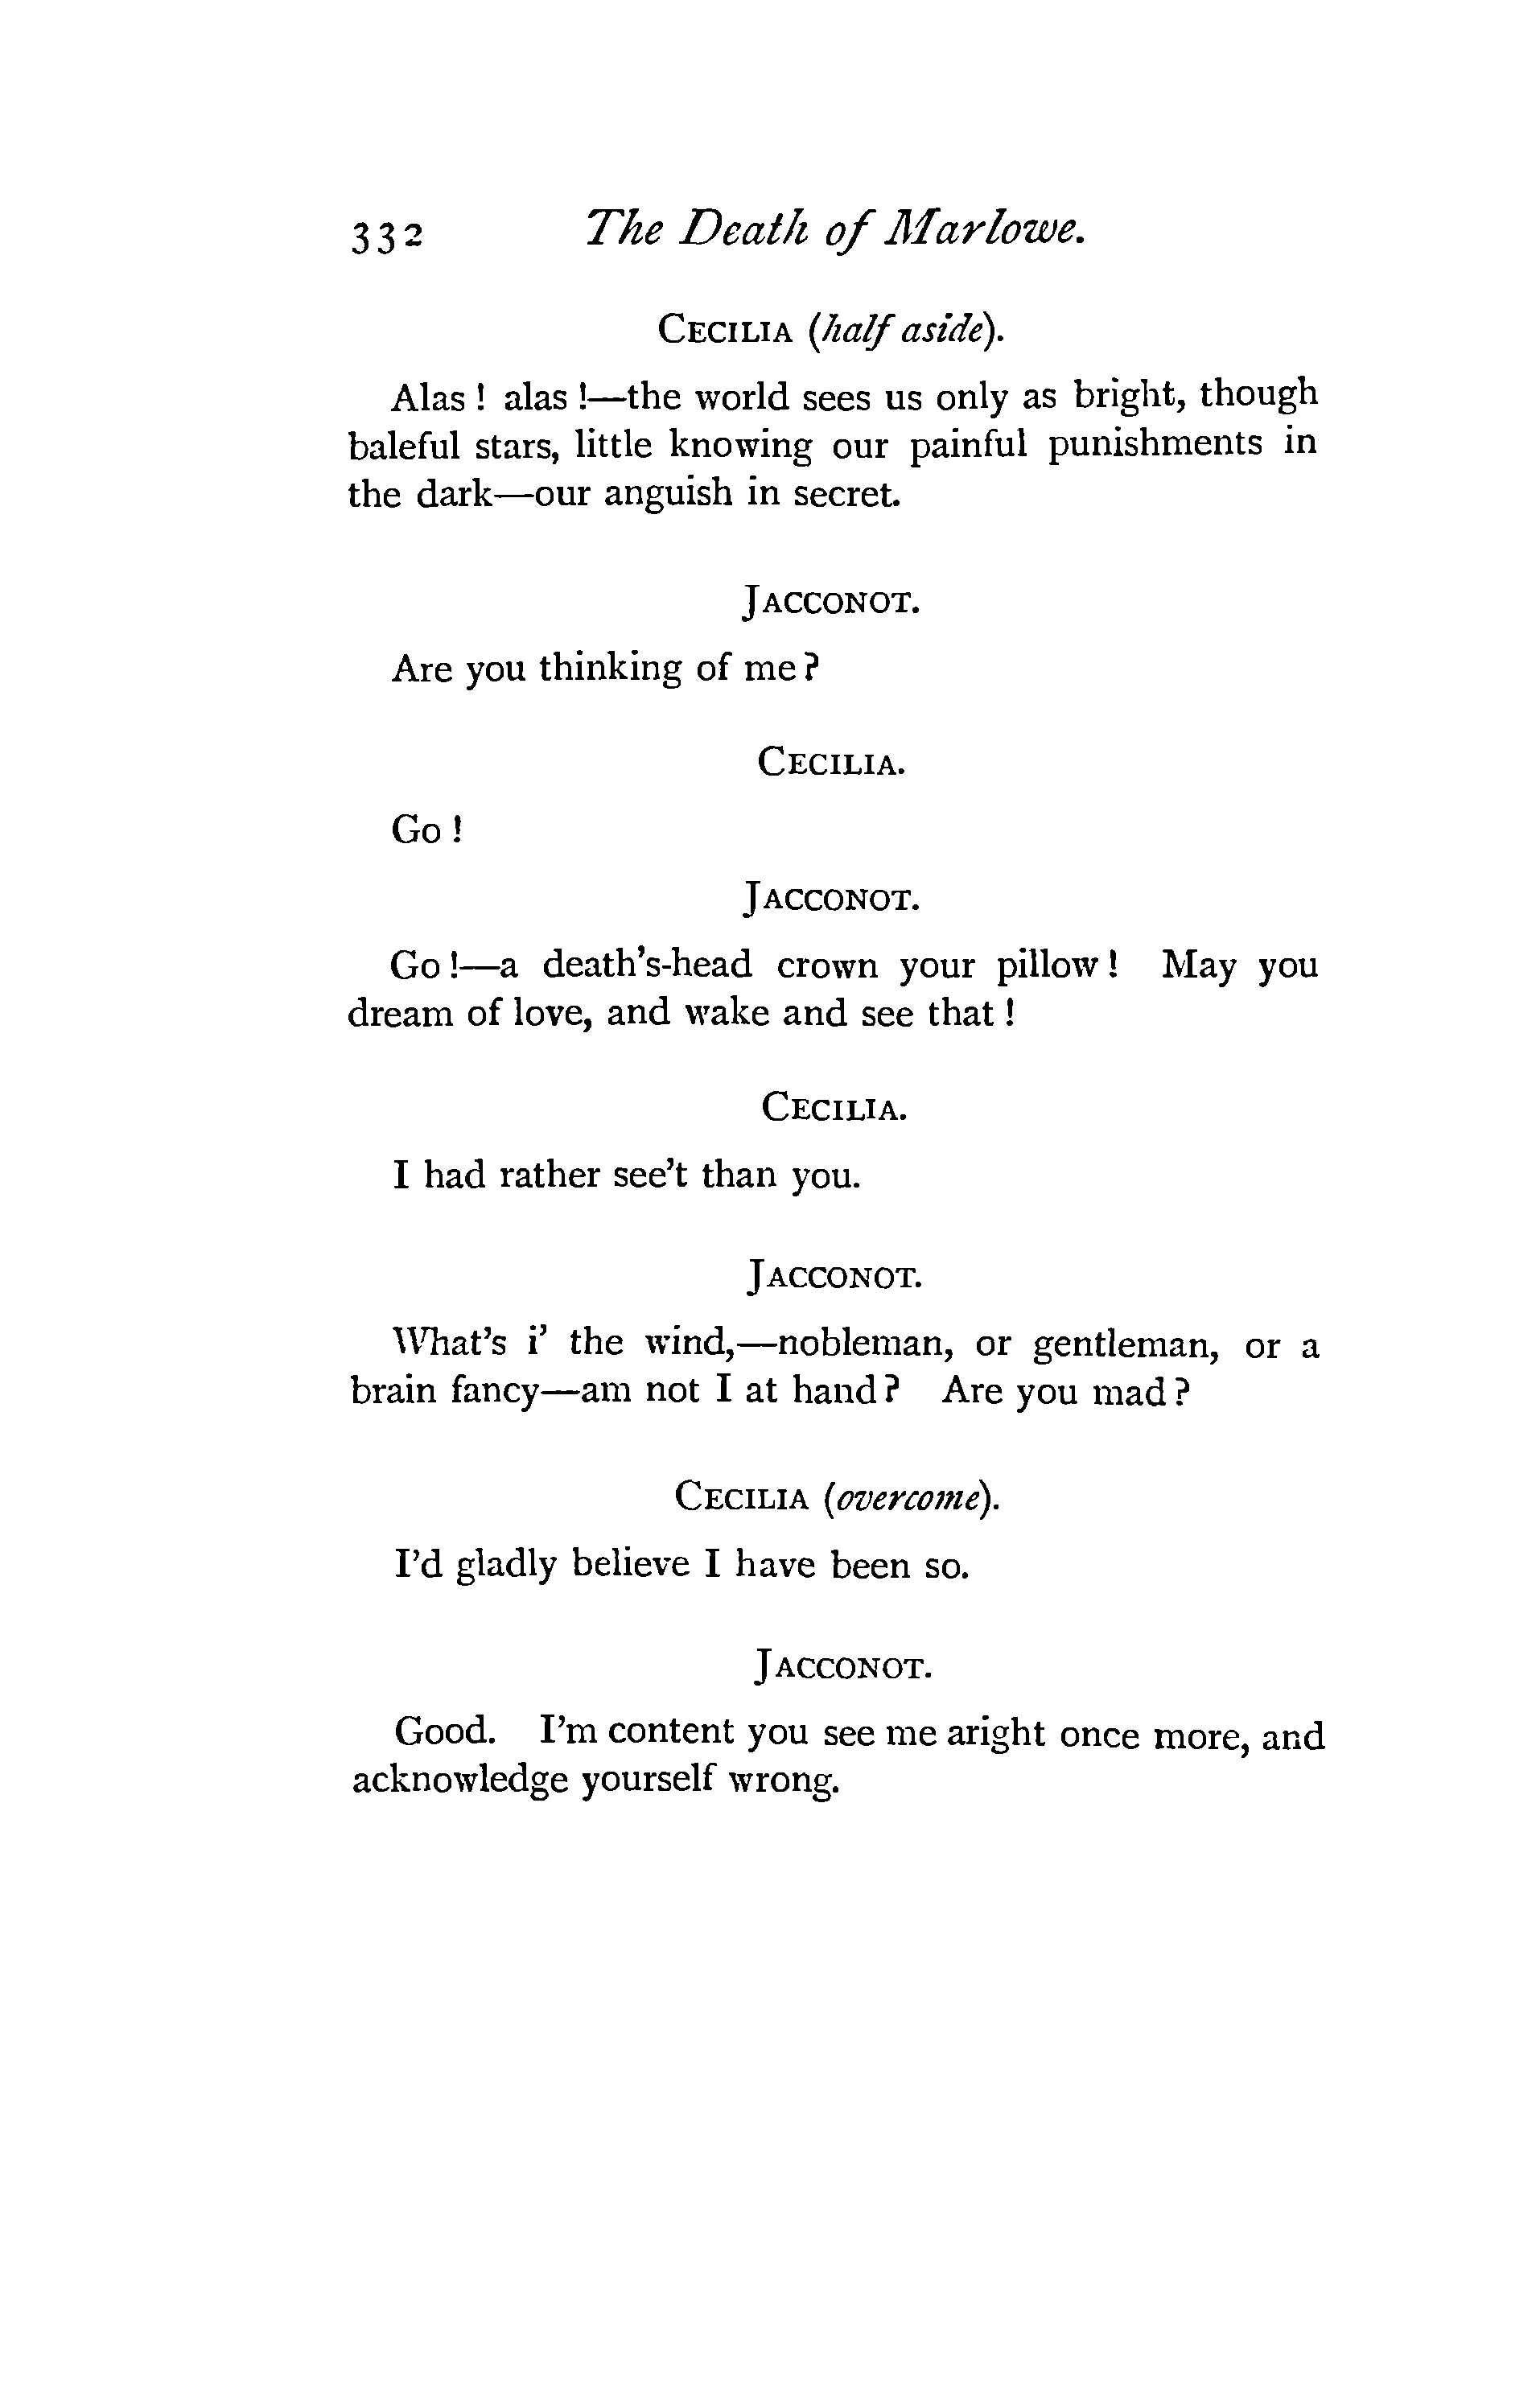 332 The Death of Marlowe.
CECILIA (half aside).
Alas ! alas !—the world sees us only as bright, though
baleful stars, little knowing our painful punishments in
the dark—our anguish in secret.
JACCONOT.
Are you thinking of me ?
CECILIA.
Go !
JACCONOT.
Go !—a death's-head crown your pillow ! May you
dream of love, and wake and see that !
CECILIA.
I had rather see't than you.
JACCONOT.
What's i' the wind,—nobleman, or gentleman, or a
brain fancy—am not I at hand ? Are you mad ?
CECILIA (overcome).
I'd gladly believe I have been so.
JACCONOT.
Good. I'm content you see me aright once more, and
acknowledge yourself wrong.